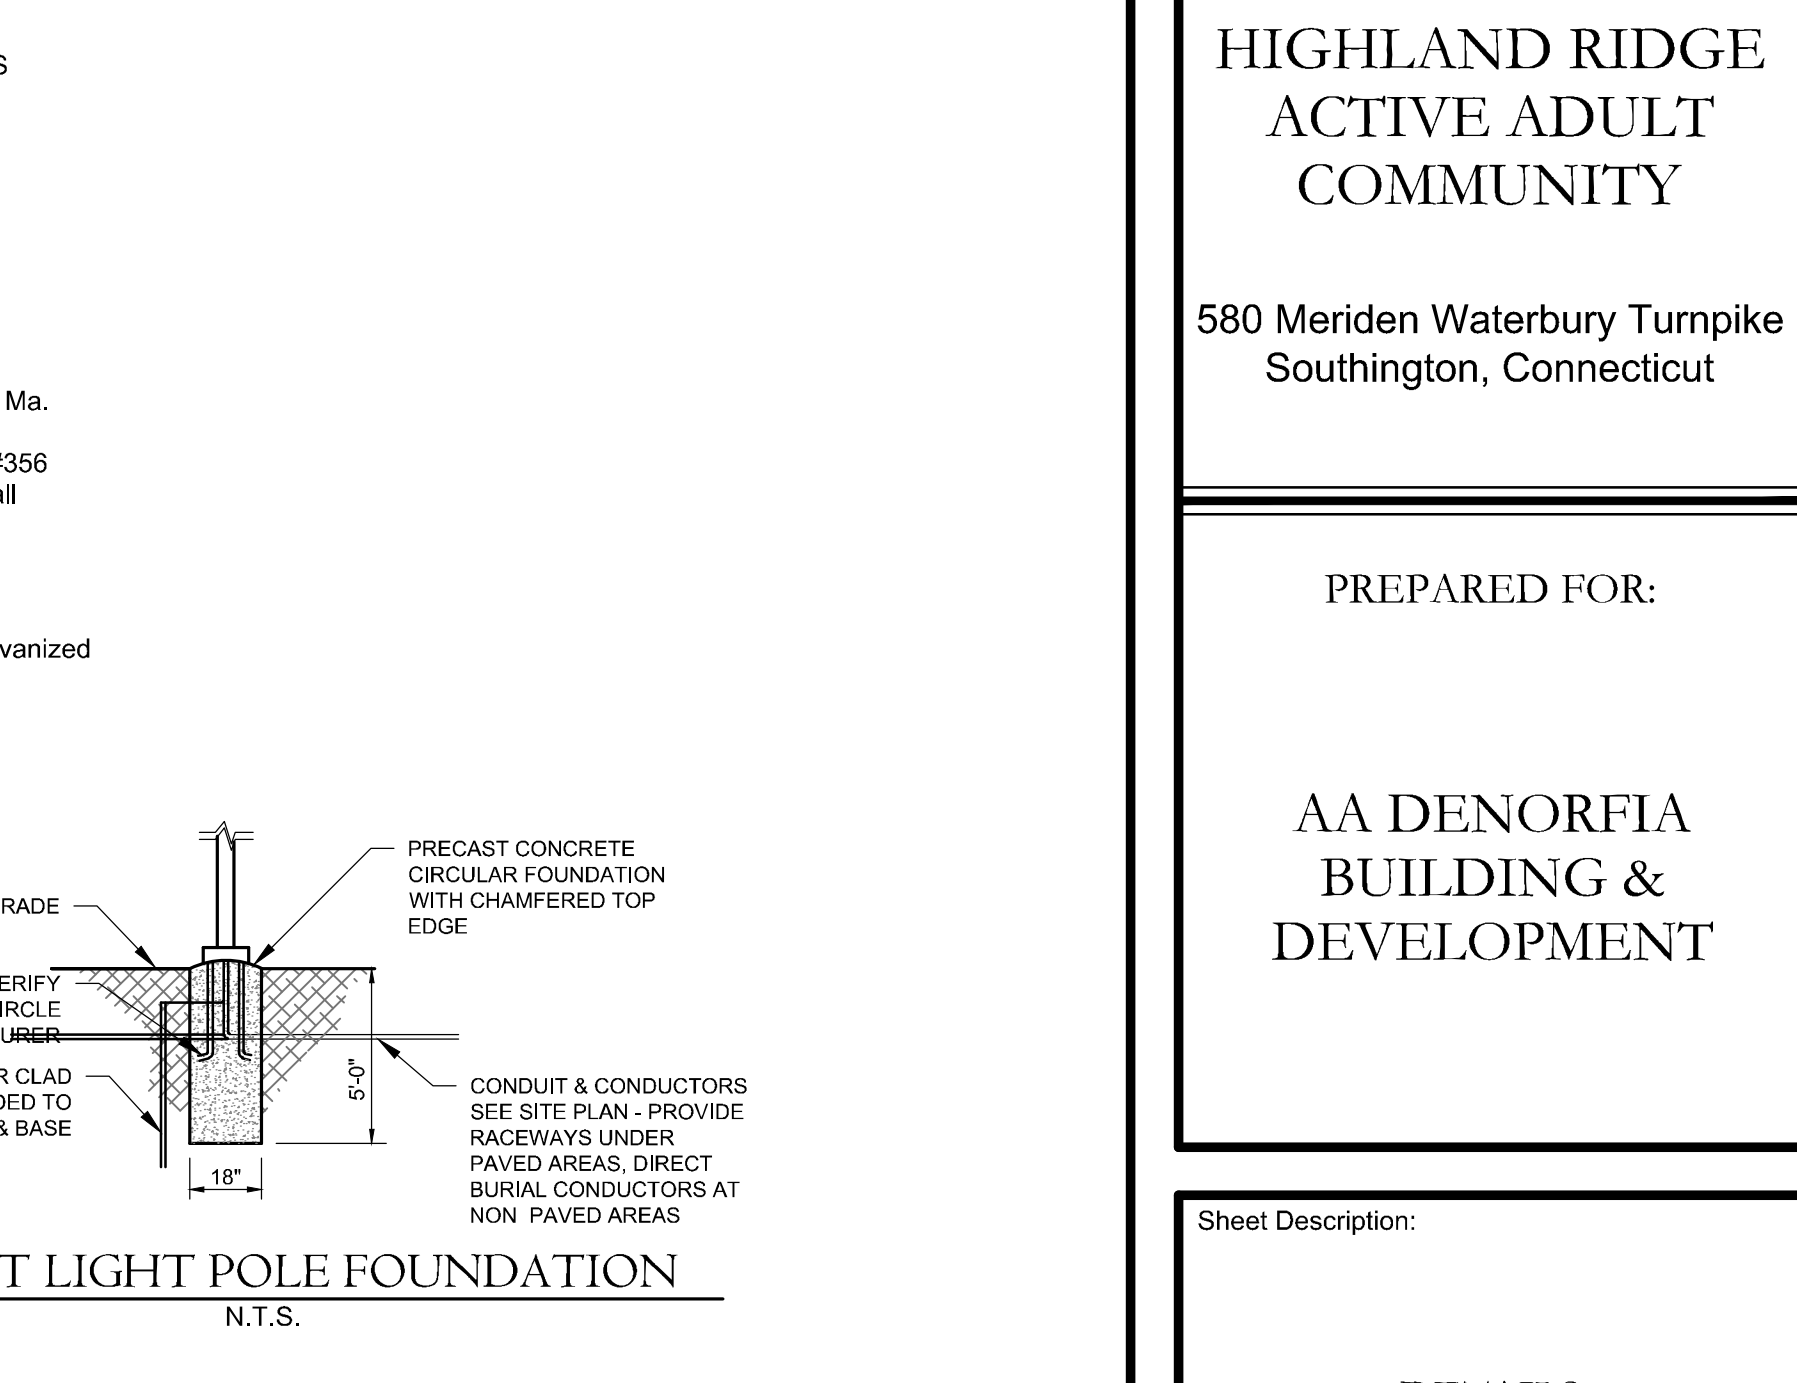 S
Ma.
#356
all
vanized
PRECAST CONCRETE
CIRCULAR FOUNDATION
WITH CHAMFERED TOP
EDGE
RADE
ERIFY
IRCLE
URER
R CLAD
DED TO
& BASE
5'-0"
18"
CONDUIT & CONDUCTORS
SEE SITE PLAN - PROVIDE
RACEWAYS UNDER
PAVED AREAS, DIRECT
BURIAL CONDUCTORS AT
NON PAVED AREAS
T LIGHT POLE FOUNDATION
N.T.S.
HIGHLAND RIDGE
ACTIVE ADULT
COMMUNITY
580 Meriden Waterbury Turnpike
Southington, Connecticut
PREPARED FOR:
AA DENORFIA
BUILDING &
DEVELOPMENT
Sheet Description: